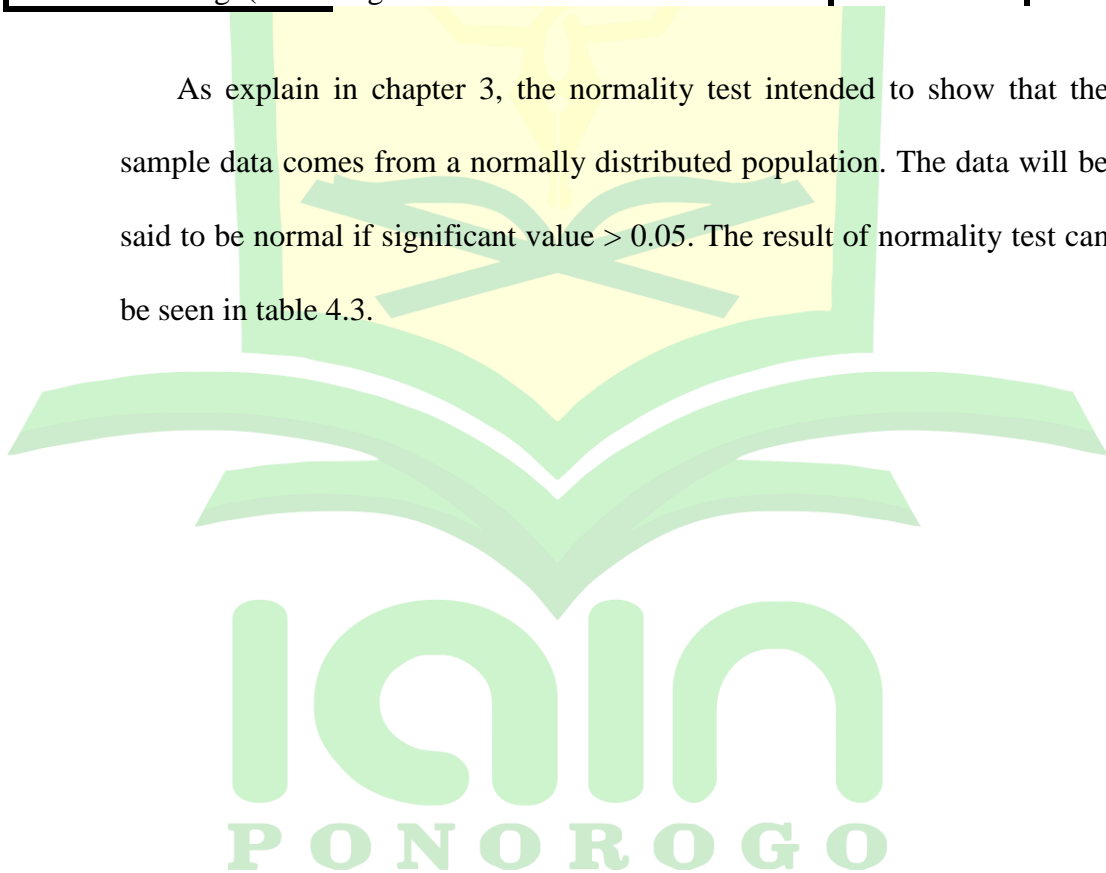 As explain in chapter 3, the normality test intended to show that the
sample data comes from a normally distributed population. The data will be
said to be normal if significant value > 0.05. The result of normality test can
be seen in table 4.3.
IAIN
PONOROGO